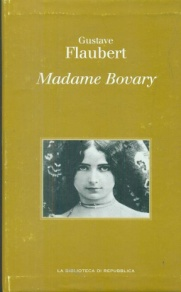 Gustave
Flaubert
Madame Bovary
LA BIBLIOTECA DI REPUBBLICA